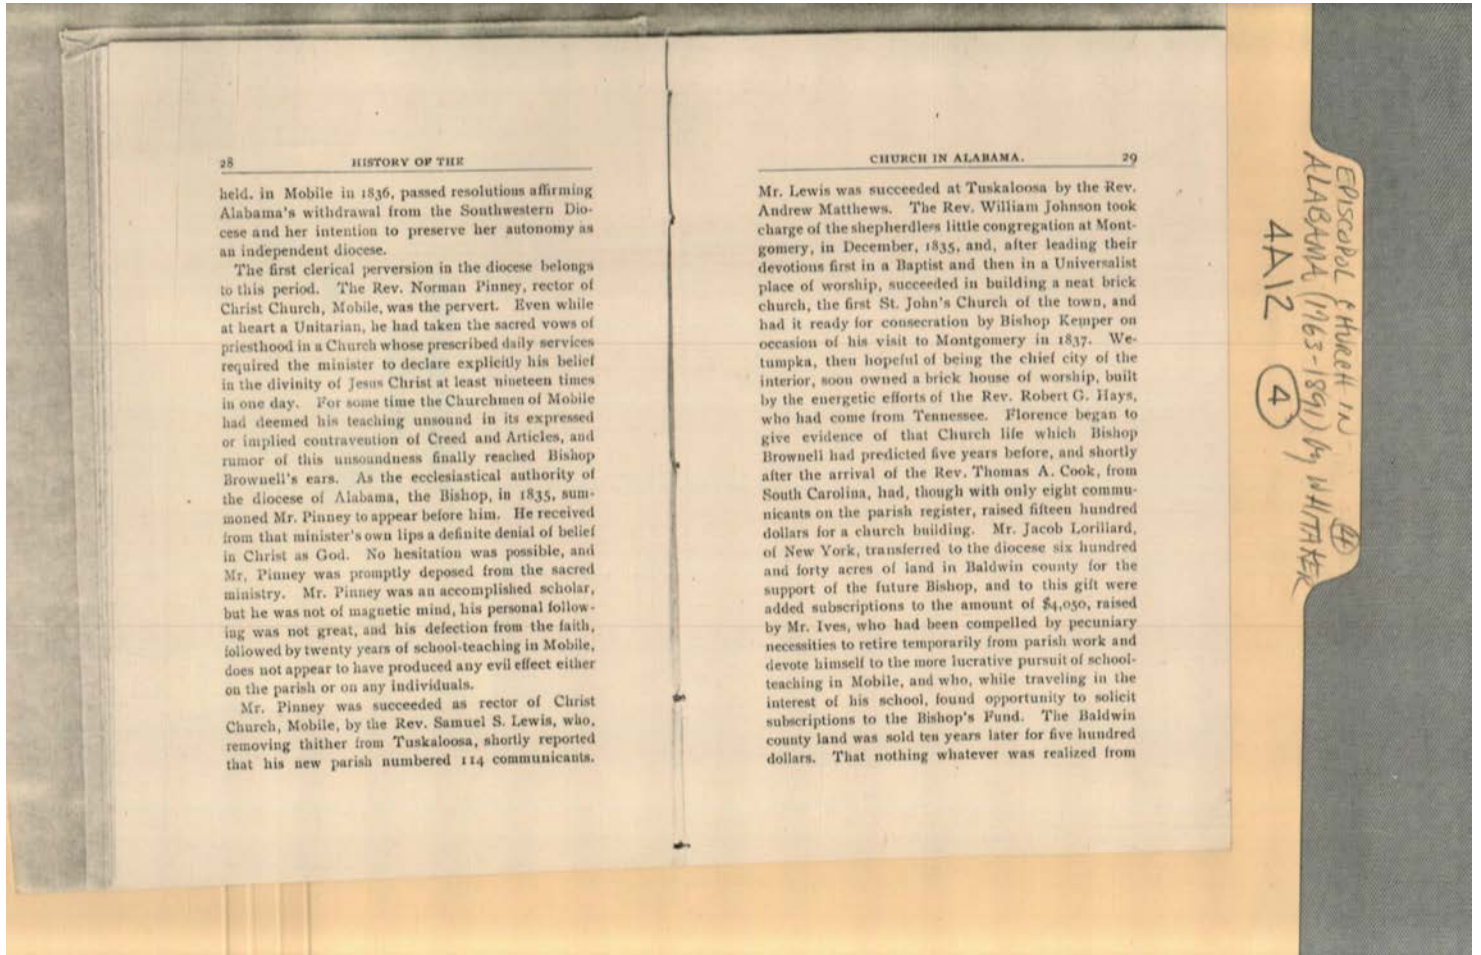 28
HISTORY OF THE
held. in Mobile in 1836, passed resolutions affirming
Alabama's withdrawal from the Southwestern Dio-
cese and her intention to preserve her autonomy as
an independent diocese.
The first clerical perversion in the diocese belongs
to this period. The Rev. Norman Pinney, rector of
Christ Church, Mobile, was the pervert. Even while
at heart a Unitarian, he had taken the sacred vows of
priesthood in a Church whose prescribed daily services
required the minister to declare explicitly his belief
in the divinity of Jesus Christ at least nineteen times
in one day. For some time the Churchmen of Mobile
had deemed his teaching unsound in its expressed
or implied contravention of Creed and Articles, and
rumor of this unsoundness finally reached Bishop
Brownell's ears. As the ecclesiastical authority of
the diocese of Alabama, the Bishop, in 1835, sum-
moned Mr. Pinney to appear before him. He received
from that minister's own lips a definite denial of belief
in Christ as God. No hesitation was possible, and
Mr. Pinney was promptly deposed from the sacred
ministry. Mr. Pinney was an accomplished scholar,
but he was not of magnetic mind, his personal follow-
ing was not great, and his defection from the faith,
followed by twenty years of school-teaching in Mobile,
does not appear to have produced any evil effect either
on the parish or on any individuals.
Mr. Pinney was succeeded as rector of Christ
Church, Mobile, by the Rev. Samuel S. Lewis, who,
removing thither from Tuskaloosa, shortly reported
that his new parish numbered 114 communicants.
CHURCH IN ALABAMA.
29
Mr. Lewis was succeeded at Tuskaloosa by the Rev.
Andrew Matthews. The Rev. William Johnson took
charge of the shepherdless little congregation at Mont-
gomery, in December, 1835, and, after leading their
devotions first in a Baptist and then in a Universalist
place of worship, succeeded in building a neat brick
church, the first St. John's Church of the town, and
had it ready for consecration by Bishop Kemper on
occasion of his visit to Montgomery in 1837. We-
tumpka, then hopeful of being the chief city of the
interior, soon owned a brick house of worship, built
by the energetic efforts of the Rev. Robert G. Hays,
who had come from Tennessee. Florence began to
give evidence of that Church life which Bishop
Brownell had predicted five years before, and shortly
after the arrival of the Rev. Thomas A. Cook, from
South Carolina, had, though with only eight commu-
nicants on the parish register, raised fifteen hundred
dollars for a church building. Mr. Jacob Lorillard,
of New York, transferred to the diocese six hundred
and forty acres of land in Baldwin county for the
support of the future Bishop, and to this gift were
added subscriptions to the amount of $4,050, raised
by Mr. Ives, who had been compelled by pecuniary
necessities to retire temporarily from parish work and
devote himself to the more lucrative pursuit of school-
teaching in Mobile, and who, while traveling in the
interest of his school, found opportunity to solicit
subscriptions to the Bishop's Fund. The Baldwin
county land was sold ten years later for five hundred
dollars. That nothing whatever was realized from
EPISCOPOL CHURCH IN
ALABAMA (1763-1891) by WHITAKER
4A12 4